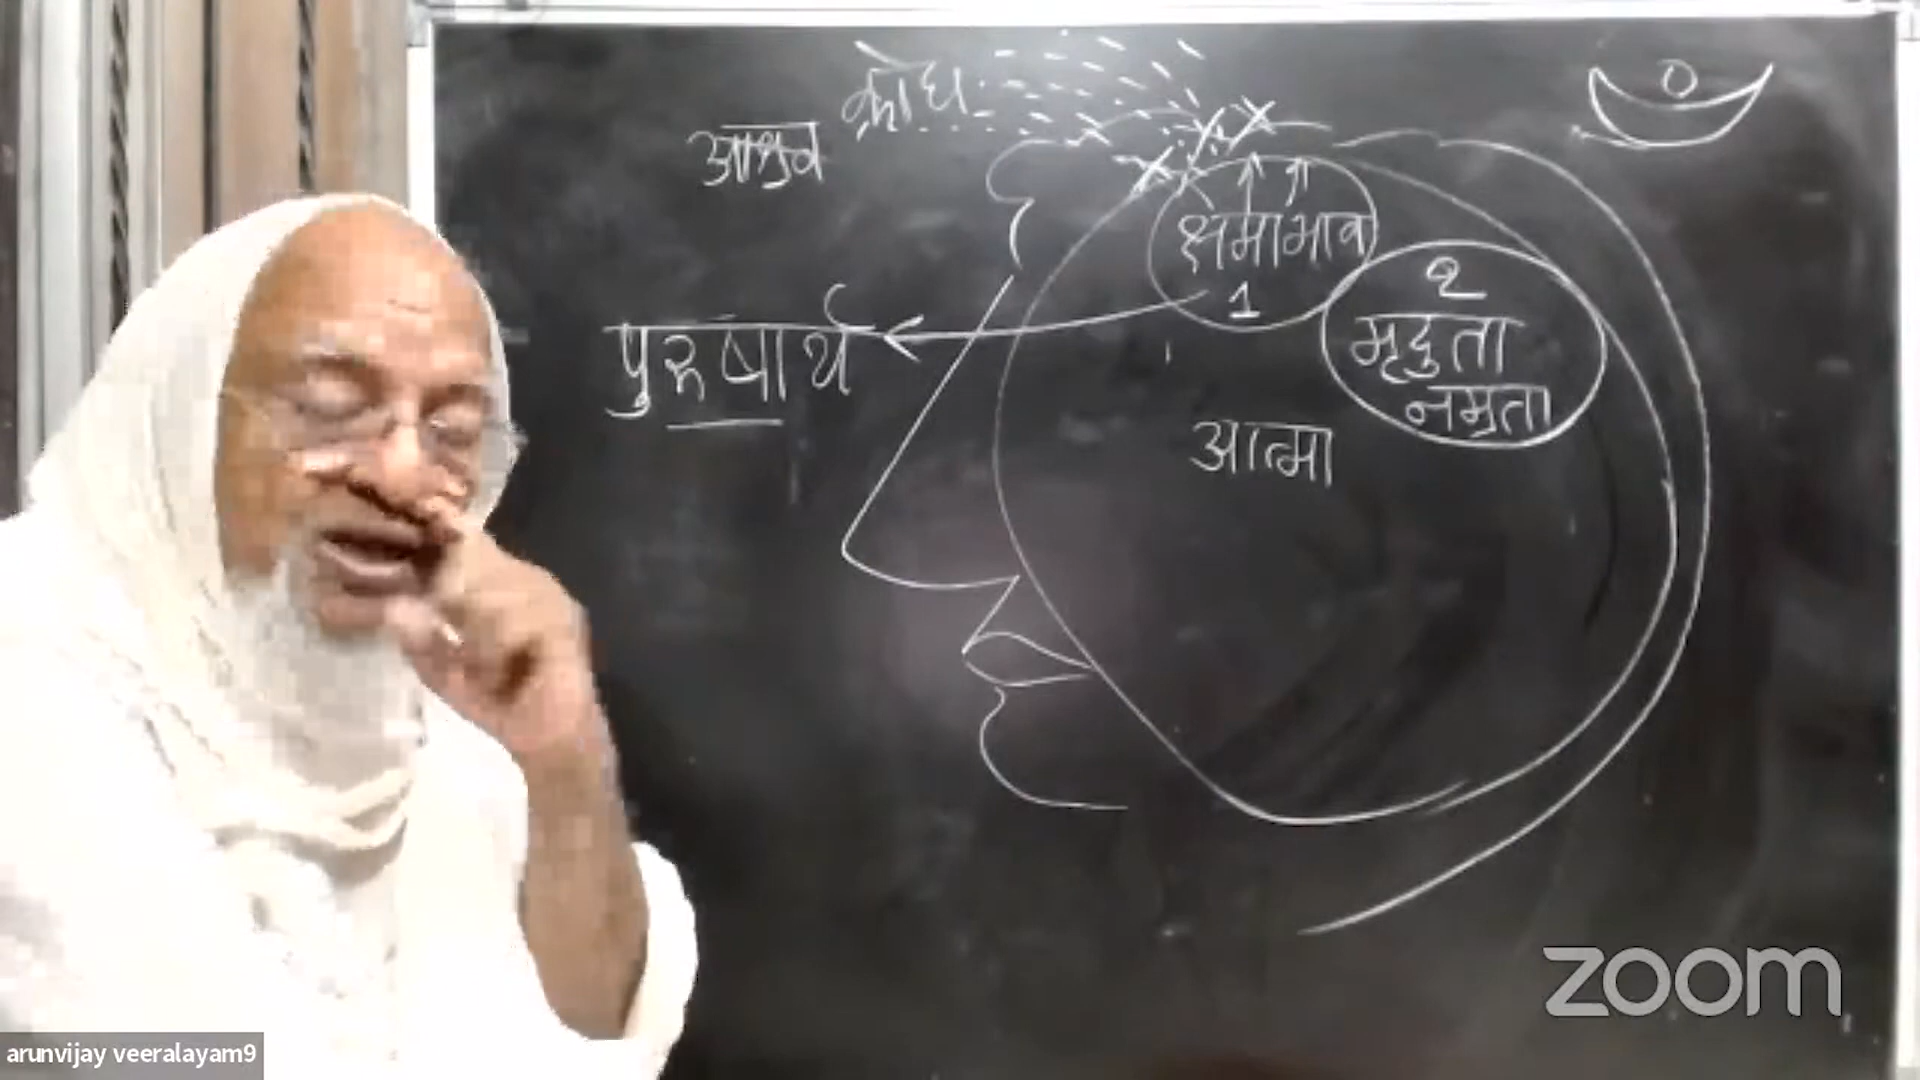 क्रोध
आश्रव
क्षमाभाव
1
२
मृदुता
नम्रता
पुरुषार्थ
आत्मा
zoom
arunvijay veeralayam9